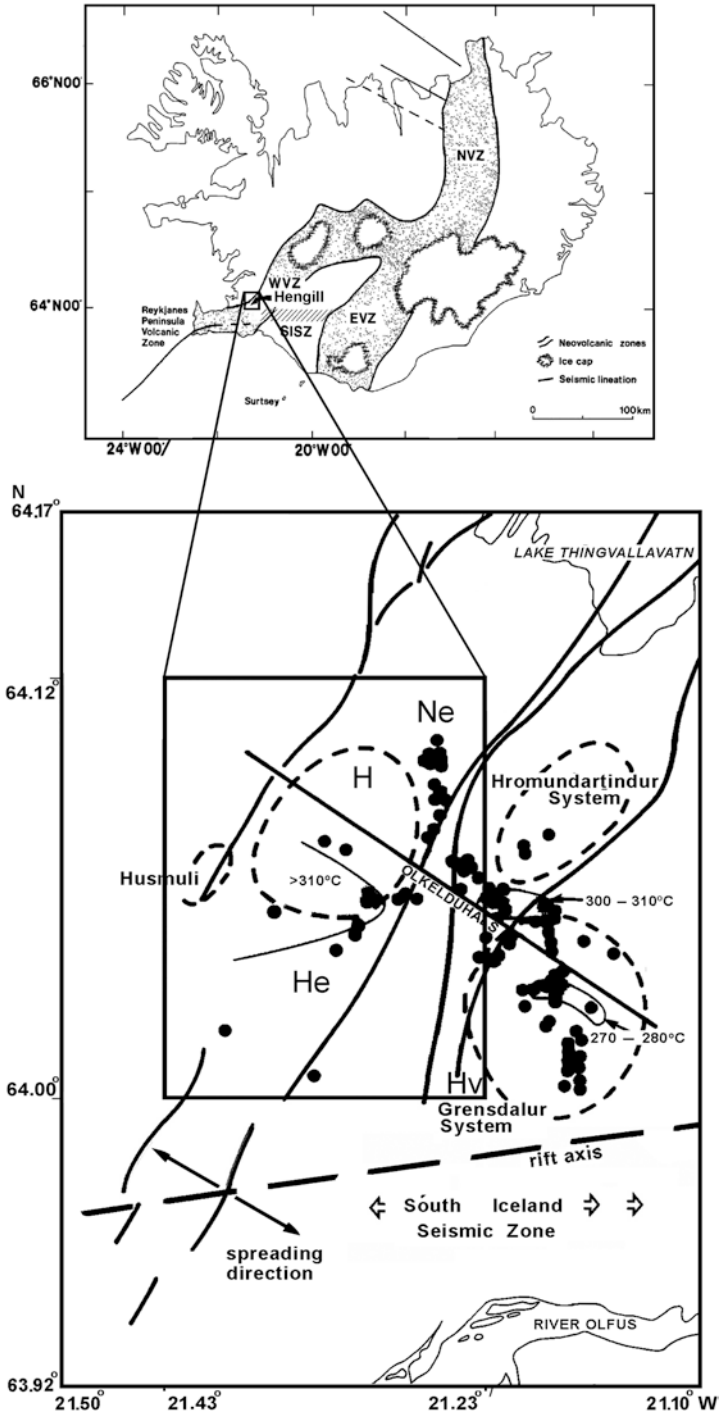 66°N00'
NVZ
WVZ
Hengill
64°N00'
Reykjanes
Peninsula
Volcanic
Zone
SISZ
EVZ
Neovolcanic zones
Ice cap
Seismic lineation
Surtsey
0 100km
24°W00'
20°W00'
N
64.17°
LAKE THINGVALLAVATN
64.12°
Ne
H
Hromundartindur
System
Husmuli
>310°C
OLKELDUHALS
300 – 310°C
He
270 – 280°C
Hv
64.00°
Grensdalur
System
rift axis
South Iceland
Seismic Zone
spreading
direction
RIVER OLFUS
63.92°
21.50° 21.43° 21.23°' 21.10° W